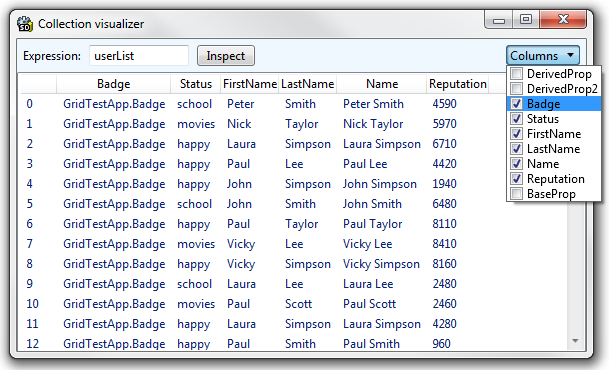 Collection visualizer
Expression: userList Inspect Columns
Badge Status FirstName LastName Name Reputation
0 GridTestApp.Badge school Peter Smith Peter Smith 4590
1 GridTestApp.Badge movies Nick Taylor Nick Taylor 5970
2 GridTestApp.Badge happy Laura Simpson Laura Simpson 6710
3 GridTestApp.Badge happy Paul Lee Paul Lee 4420
4 GridTestApp.Badge happy John Simpson John Simpson 1940
5 GridTestApp.Badge school John Smith John Smith 6480
6 GridTestApp.Badge happy Paul Taylor Paul Taylor 8110
7 GridTestApp.Badge movies Vicky Lee Vicky Lee 8410
8 GridTestApp.Badge happy Vicky Simpson Vicky Simpson 8160
9 GridTestApp.Badge school Laura Lee Laura Lee 2480
10 GridTestApp.Badge movies Paul Scott Paul Scott 2460
11 GridTestApp.Badge happy Laura Simpson Laura Simpson 4280
12 GridTestApp.Badge happy Paul Smith Paul Smith 960
DerivedProp
DerivedProp2
Badge
Status
FirstName
LastName
Name
Reputation
BaseProp